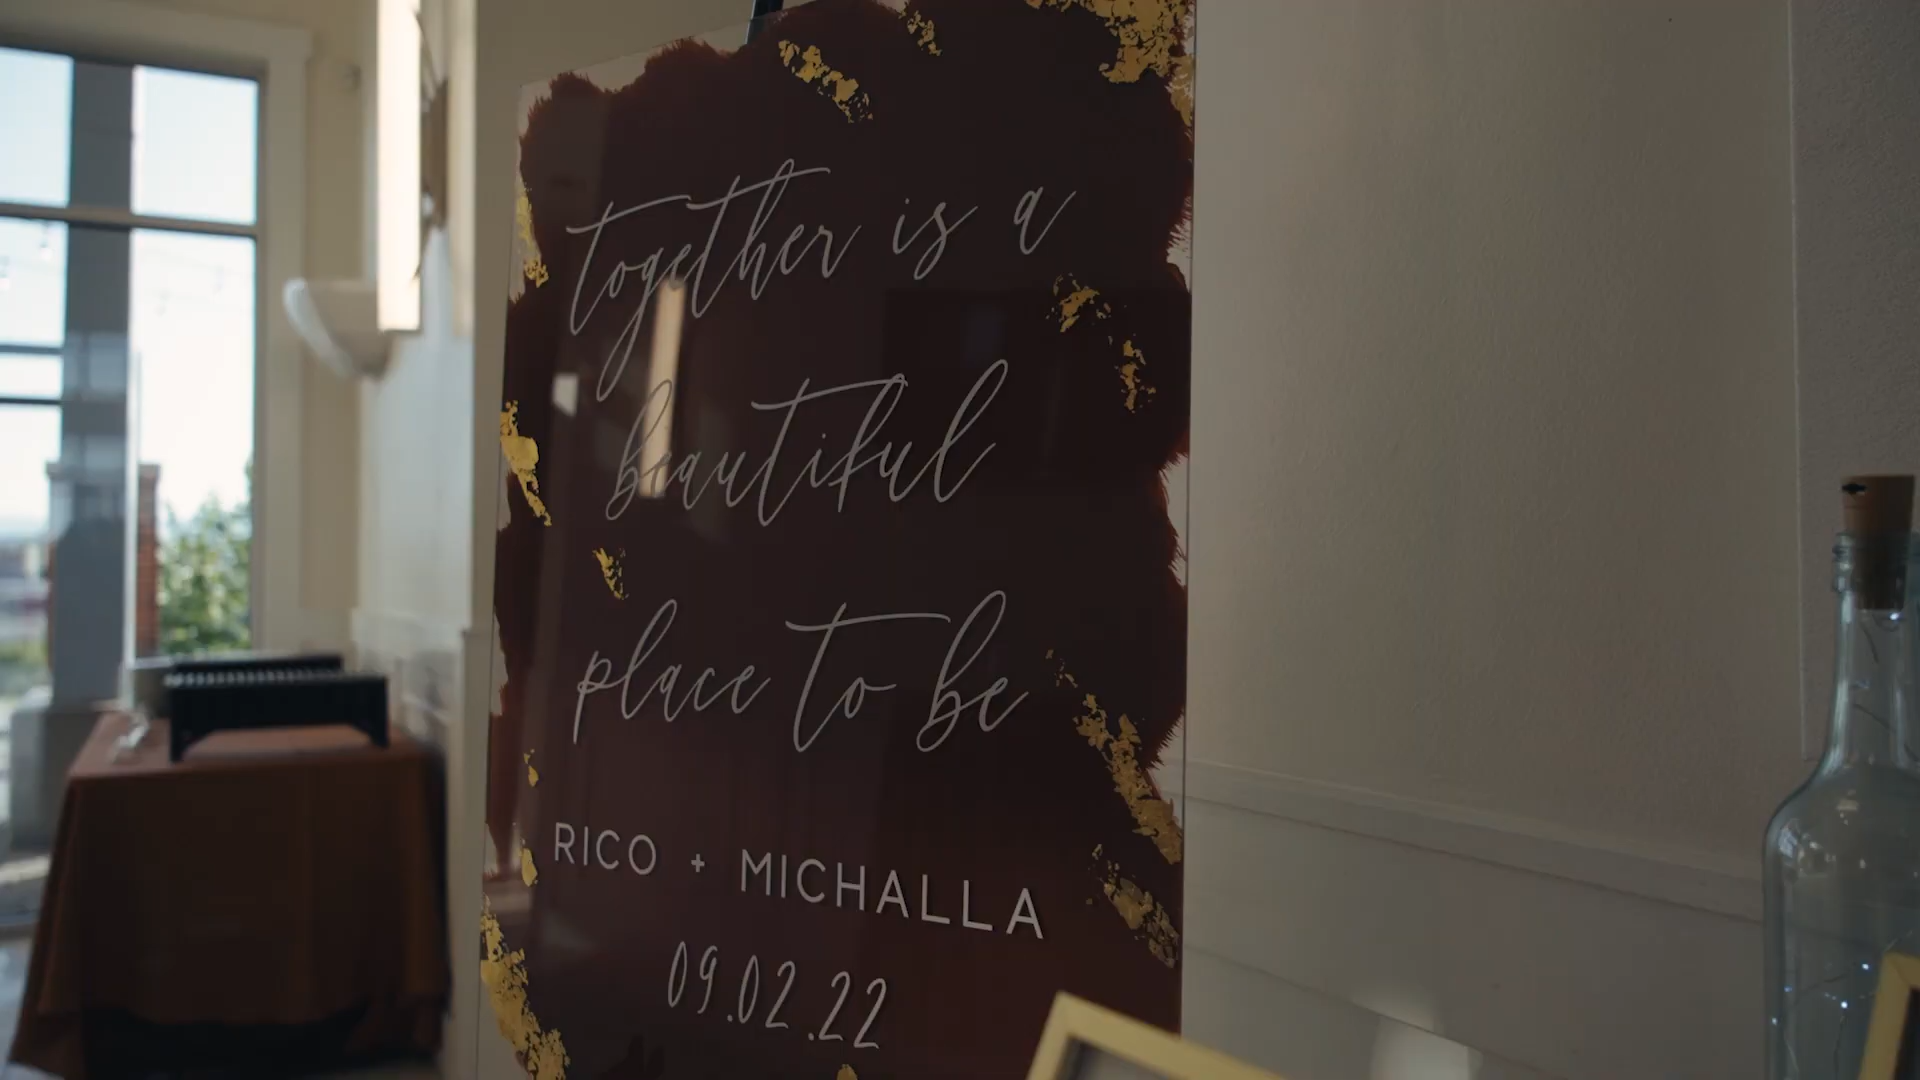 together is a
beautiful
place to be
RICO + MICHALLA
09.02.22